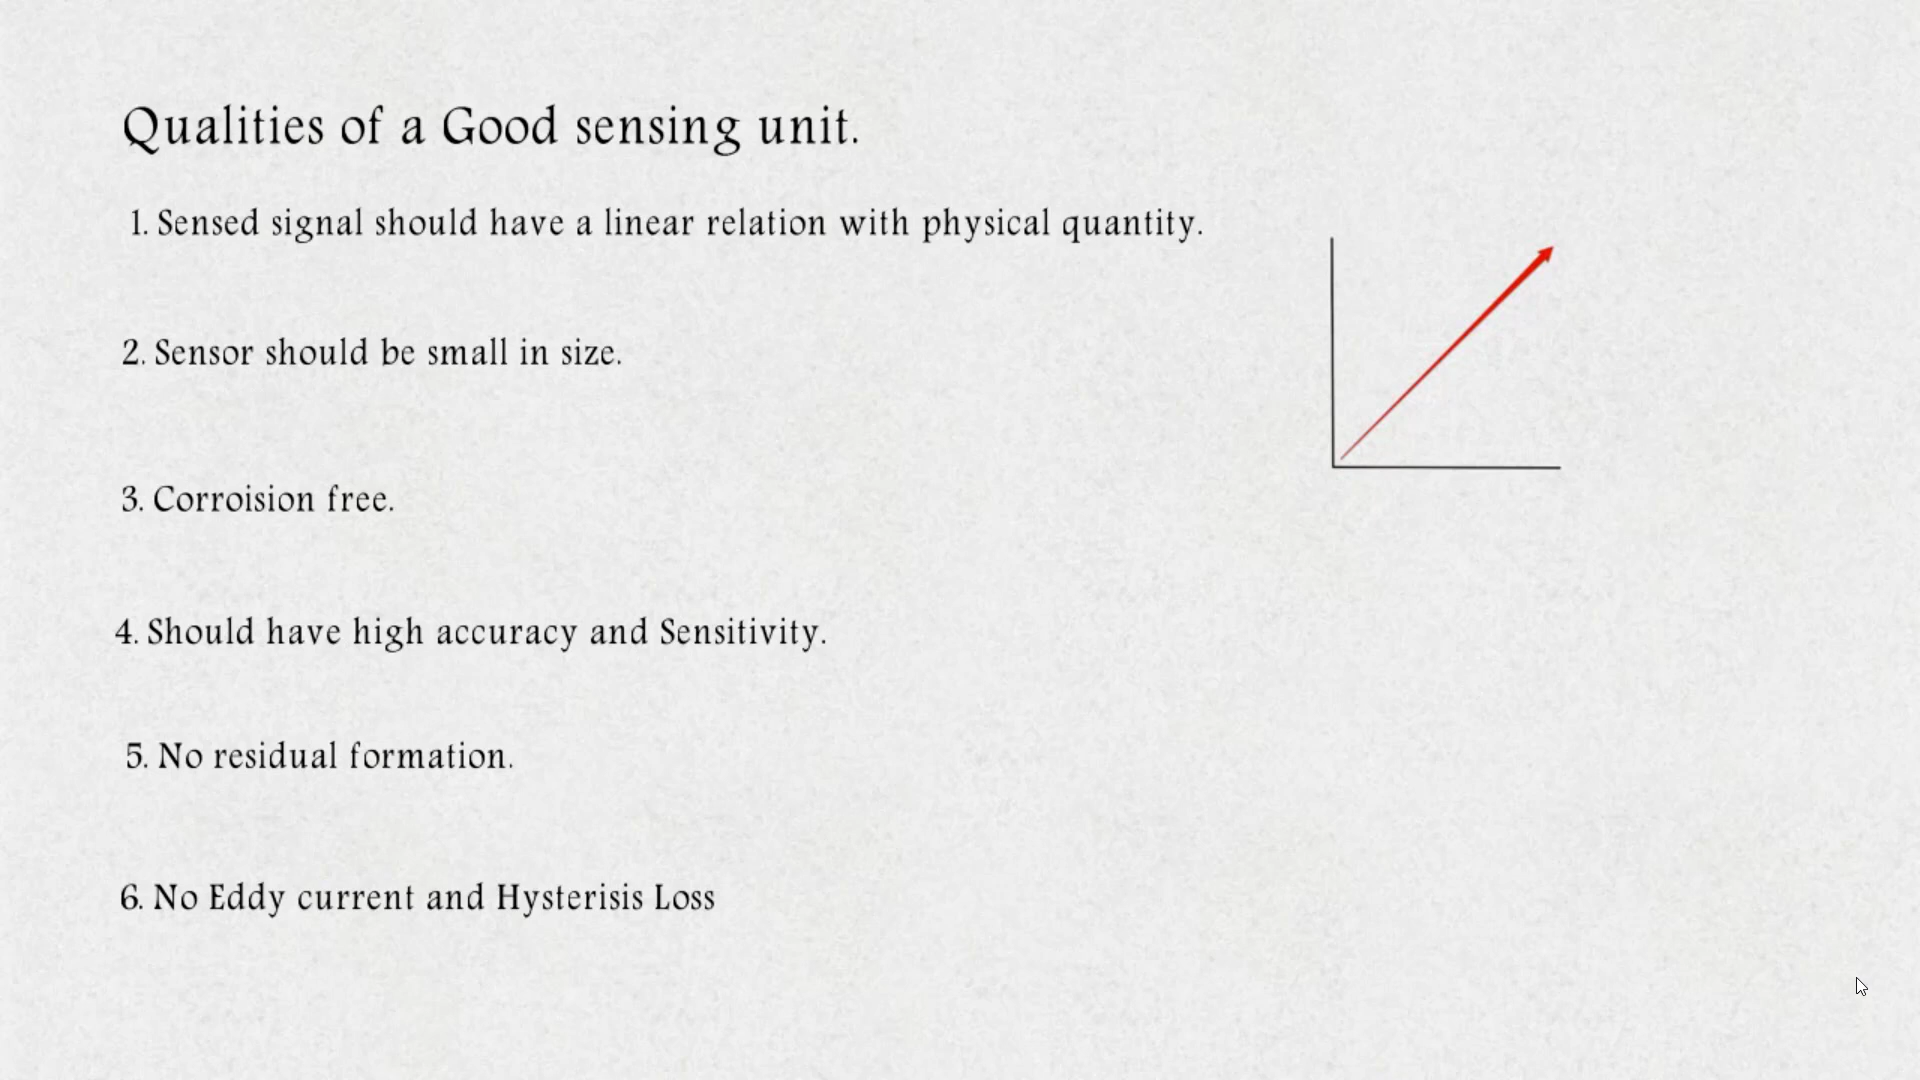 Qualities of a Good sensing unit.
1. Sensed signal should have a linear relation with physical quantity.
2. Sensor should be small in size.
3. Corroision free.
4. Should have high accuracy and Sensitivity.
5. No residual formation.
6. No Eddy current and Hysterisis Loss